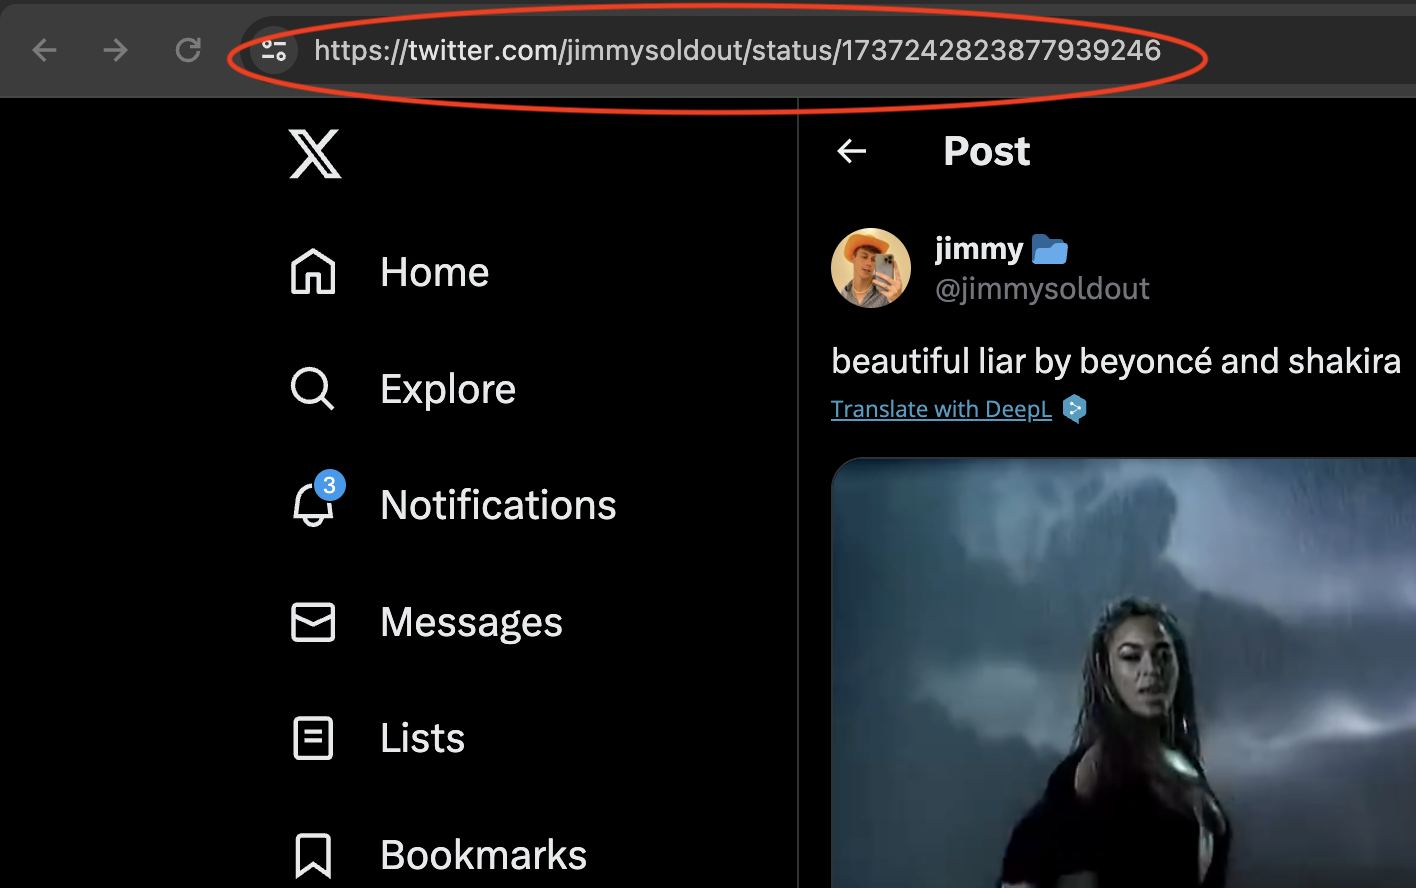 https://twitter.com/jimmysoldout/status/1737242823877939246
X
Home
Explore
3
Notifications
Messages
Lists
Bookmarks
Post
jimmy
@jimmysoldout
beautiful liar by beyoncé and shakira
Translate with DeepL